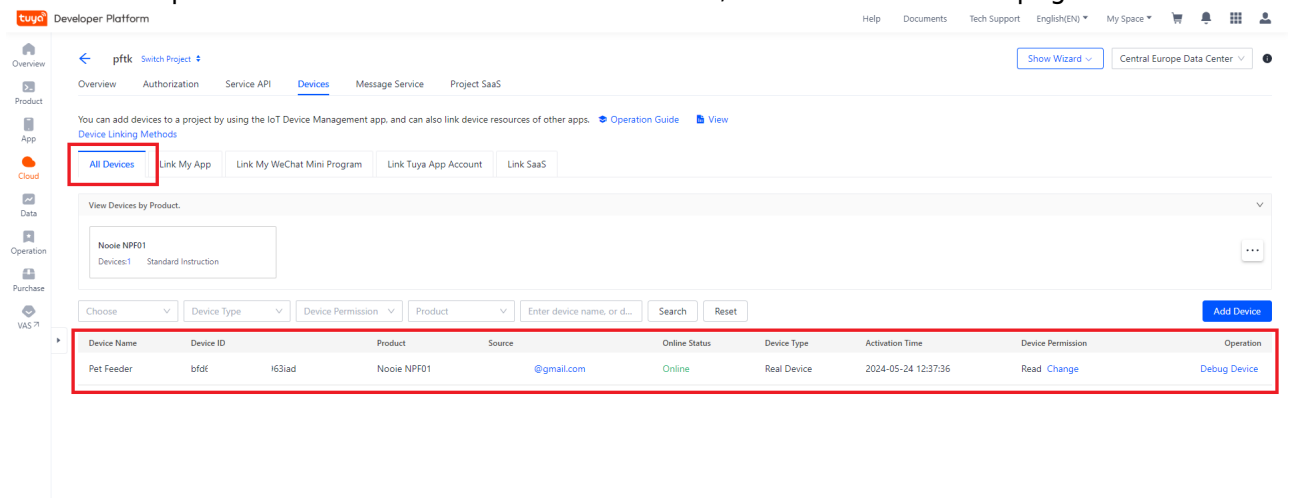 tuya Developer Platform
Help Documents Tech Support English(EN) My Space
Overview
Product
App
Cloud
Data
Operation
Purchase
VAS
pftk Switch Project
Show Wizard
Central Europe Data Center
Overview Authorization Service API Devices Message Service Project SaaS
You can add devices to a project by using the IoT Device Management app, and can also link device resources of other apps. Operation Guide View
Device Linking Methods
All Devices Link My App Link My WeChat Mini Program Link Tuya App Account Link SaaS
View Devices by Product.
Nooie NPF01
Devices:1 Standard Instruction
...
Choose Device Type Device Permission Product Enter device name, or d... Search Reset Add Device
Device Name Device ID Product Source Online Status Device Type Activation Time Device Permission Operation
Pet Feeder Nooie NPF01 @gmail.com Online Real Device 2024-05-24 12:37:36 Read Change Debug Device